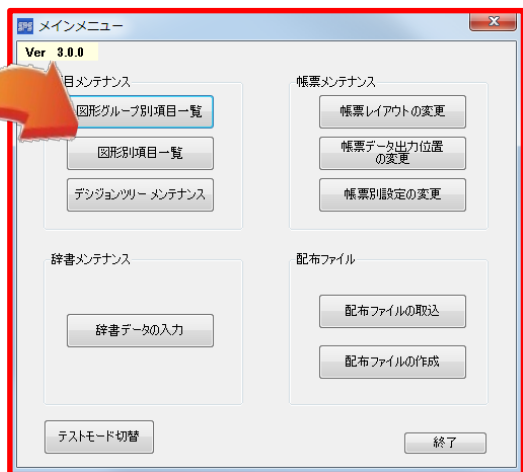 SPS メインメニュー
Ver 3.0.0
目メンテナンス
図形グループ別項目一覧
図形別項目一覧
デシジョンツリー メンテナンス
帳票メンテナンス
帳票レイアウトの変更
帳票データ出力位置
の変更
帳票別設定の変更
辞書メンテナンス
辞書データの入力
配布ファイル
配布ファイルの取込
配布ファイルの作成
テストモード切替
終了